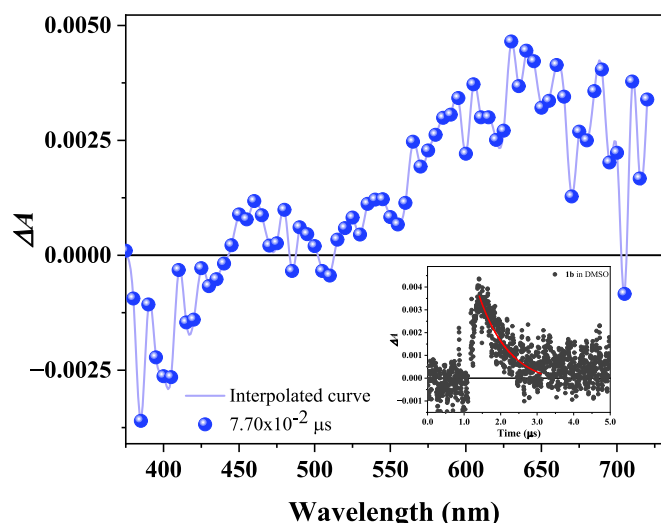 0.0050
0.0025
0.0000
−0.0025
ΔA
Interpolated curve
7.70x10⁻² μs
400 450 500 550 600 650 700
Wavelength (nm)
1b in DMSO
0.004
0.003
0.002
0.001
0.000
−0.001
ΔA
0.0 1.0 2.0 3.0 4.0 5.0
Time (μs)